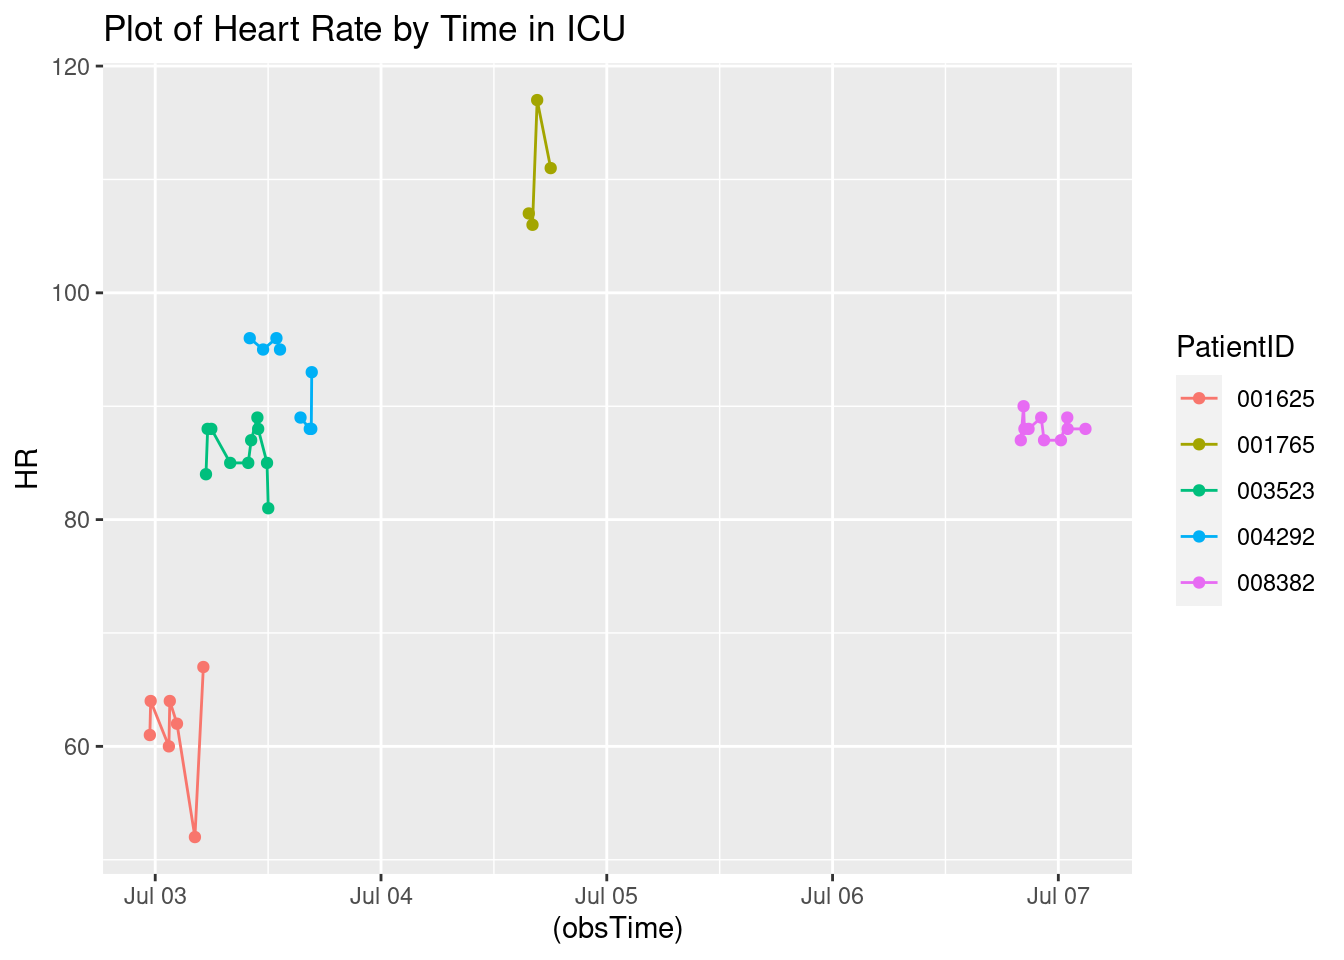 Plot of Heart Rate by Time in ICU
120
100
80
60
HR
Jul 03
Jul 04
Jul 05
Jul 06
Jul 07
(obsTime)
PatientID
001625
001765
003523
004292
008382